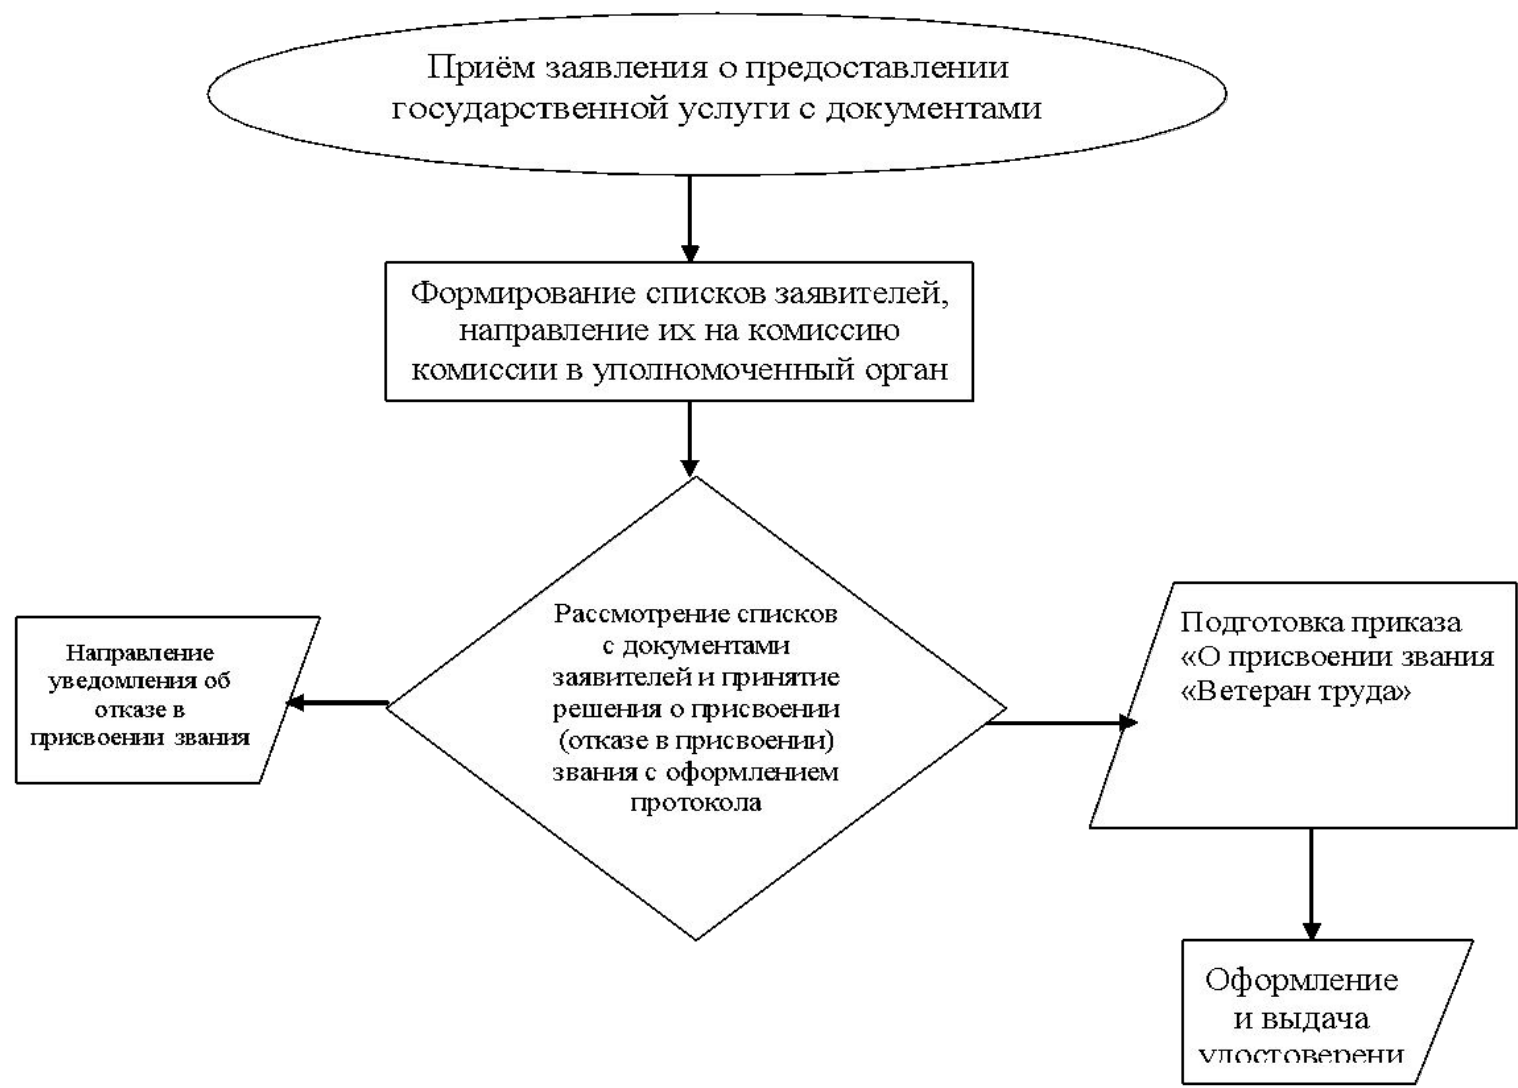 Приём заявления о предоставлении
государственной услуги с документами
Формирование списков заявителей,
направление их на комиссию
комиссии в уполномоченный орган
Рассмотрение списков
с документами
заявителей и принятие
решения о присвоении
(отказе в присвоении)
звания с оформлением
протокола
Направление
уведомления об
отказе в
присвоении звания
Подготовка приказа
«О присвоении звания
«Ветеран труда»
Оформление
и выдача
удостоверени